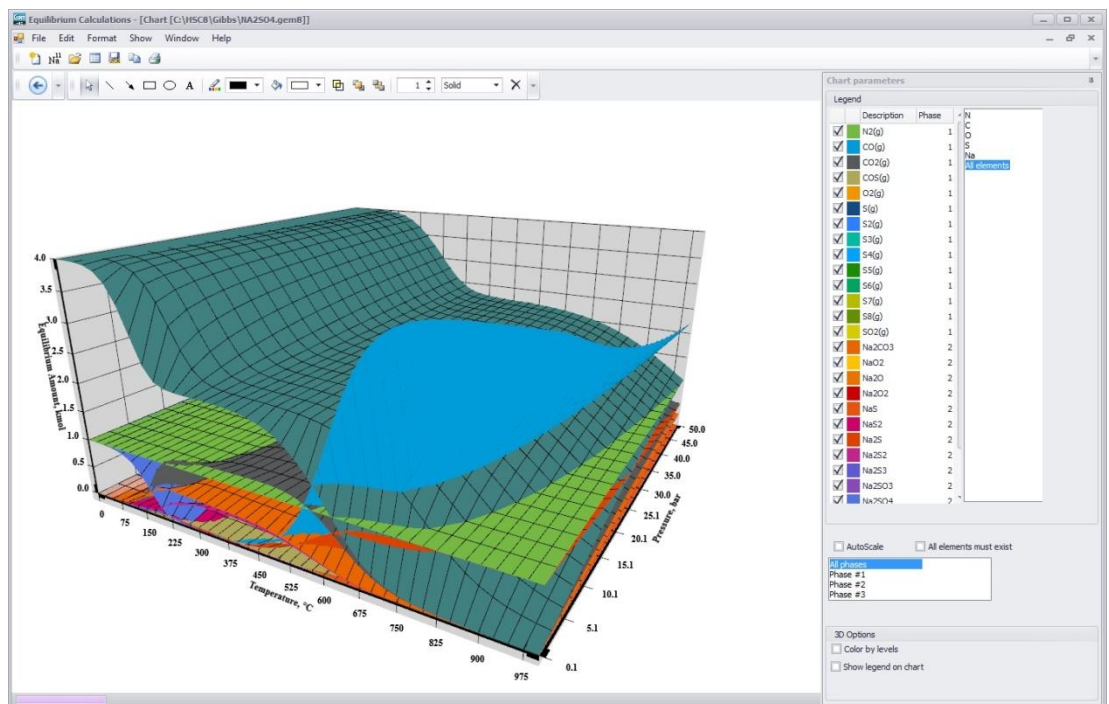 Equilibrium Calculations - [Chart [C:\HSC8\Gibbs\NA2SO4.gem8]]
File Edit Format Show Window Help
11
Na
A
1 Solid
Chart parameters
Legend
Description Phase
N2(g) 1
CO(g) 1
CO2(g) 1
COS(g) 1
O2(g) 1
S(g) 1
S2(g) 1
S3(g) 1
S4(g) 1
S5(g) 1
S6(g) 1
S7(g) 1
S8(g) 1
SO2(g) 1
Na2CO3 2
NaO2 2
Na2O 2
Na2O2 2
NaS 2
NaS2 2
Na2S 2
Na2S2 2
Na2S3 2
Na2SO3 2
Na2SO4 2
N
C
O
S
Na
All elements
AutoScale All elements must exist
All phases
Phase #1
Phase #2
Phase #3
3D Options
Color by levels
Show legend on chart
4.0
3.5
3.0
2.5
2.0
1.5
1.0
0.5
0.0
Equilibrium Amount, kmol
0
75
150
225
300
375
450
525
600
675
750
825
900
975
Temperature, °C
50.0
45.0
40.0
35.0
30.0
25.1
20.1
15.1
10.1
5.1
0.1
Pressure, bar